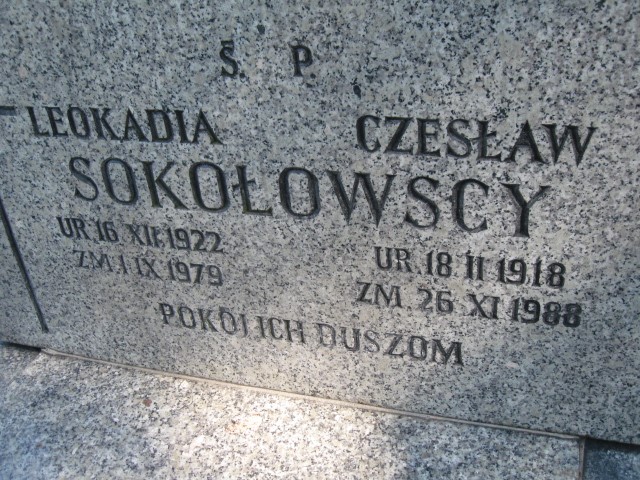 Ś. P.
LEOKADIA CZESŁAW
SOKOŁOWSCY
UR. 16 XII. 1922 UR. 18 II 1918
ZM. 1 IX 1979 ZM. 26 XI 1988
POKÓJ ICH DUSZOM